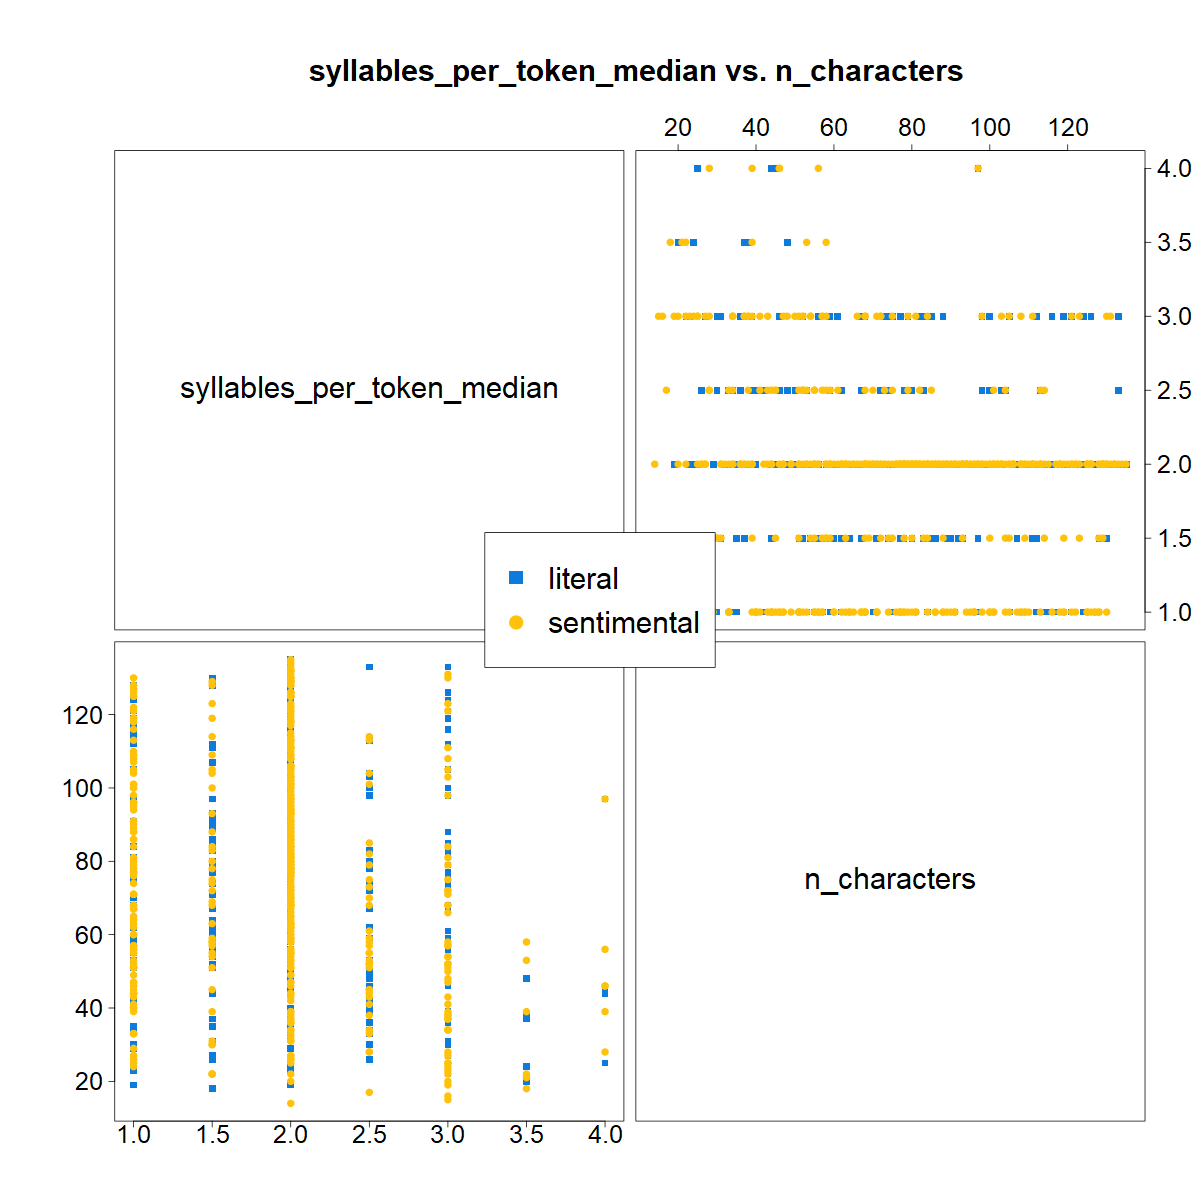 syllables_per_token_median vs. n_characters
20 40 60 80 100 120
4.0
3.5
3.0
2.5
2.0
1.5
1.0
syllables_per_token_median
literal
sentimental
n_characters
120
100
80
60
40
20
1.0 1.5 2.0 2.5 3.0 3.5 4.0